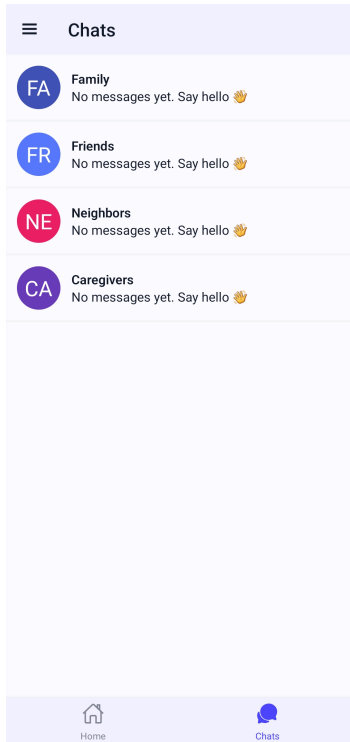 Chats
FA
Family
No messages yet. Say hello 👋
FR
Friends
No messages yet. Say hello 👋
NE
Neighbors
No messages yet. Say hello 👋
CA
Caregivers
No messages yet. Say hello 👋
Home
Chats